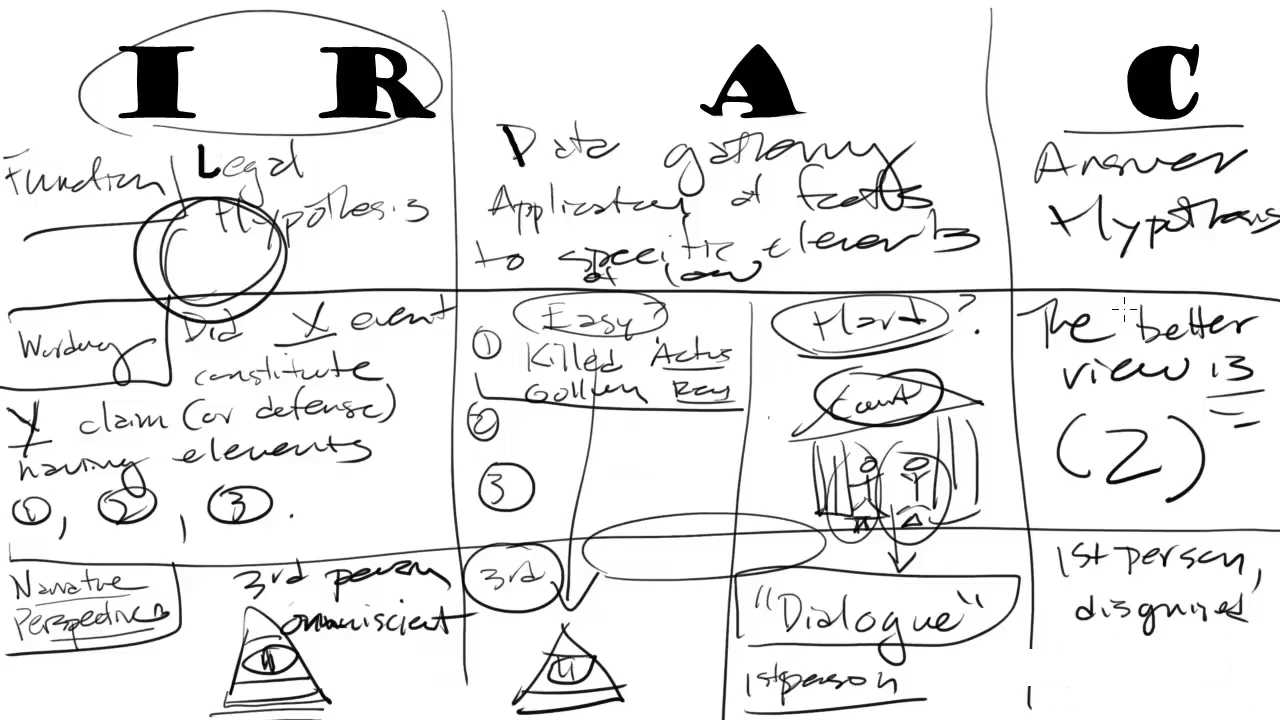 I R A C
Function
Legal
Hypothesis
Data gathering
Application of facts
to specific elements
of law
Answer
Hypothesis
Wording
Did X event
constitute
Y claim (or defense)
having elements
1, 2, 3.
Easy?
1 Killed Actus
Reus
2
3
Hard?
Court
π Δ
The better
view is
(Z)
Narrative
Perspective
3rd person
omniscient
3rd
"Dialogue"
1st person
1st person,
disguised